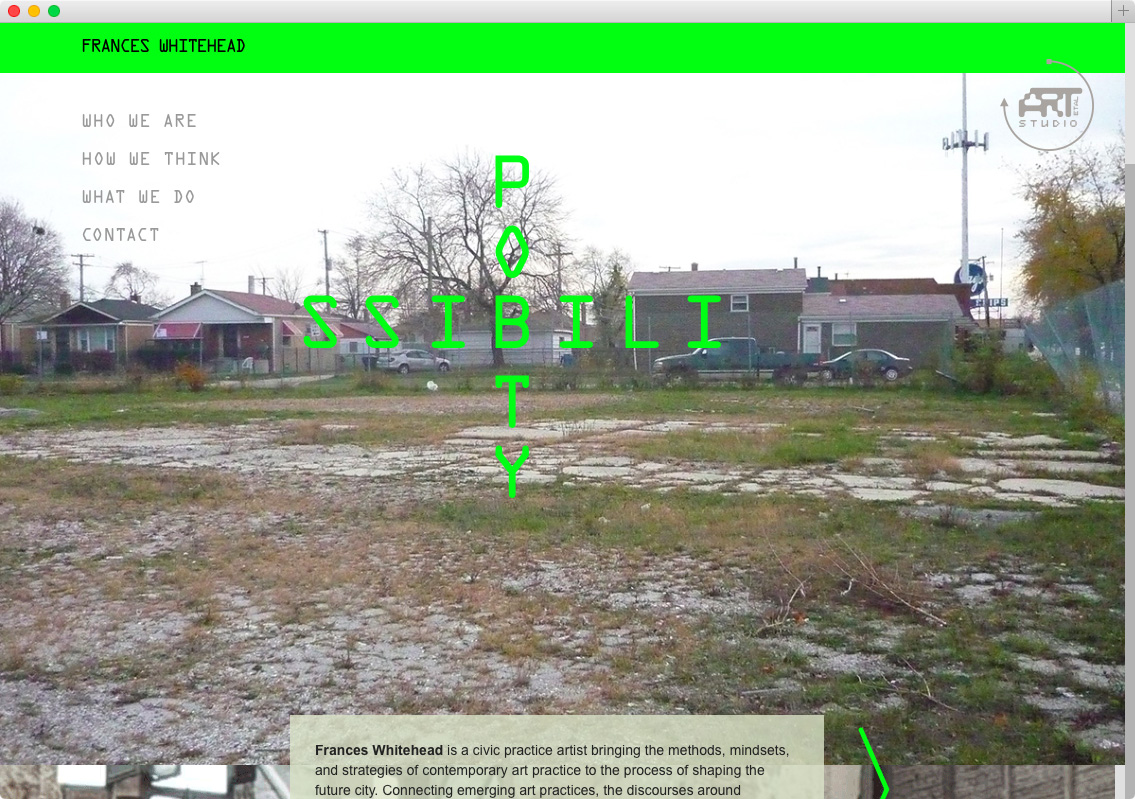 FRANCES WHITEHEAD
ART
ETAL
STUDIO
WHO WE ARE
HOW WE THINK
WHAT WE DO
CONTACT
P
O
SSIBILI
T
Y
Frances Whitehead is a civic practice artist bringing the methods, mindsets,
and strategies of contemporary art practice to the process of shaping the
future city. Connecting emerging art practices, the discourses around